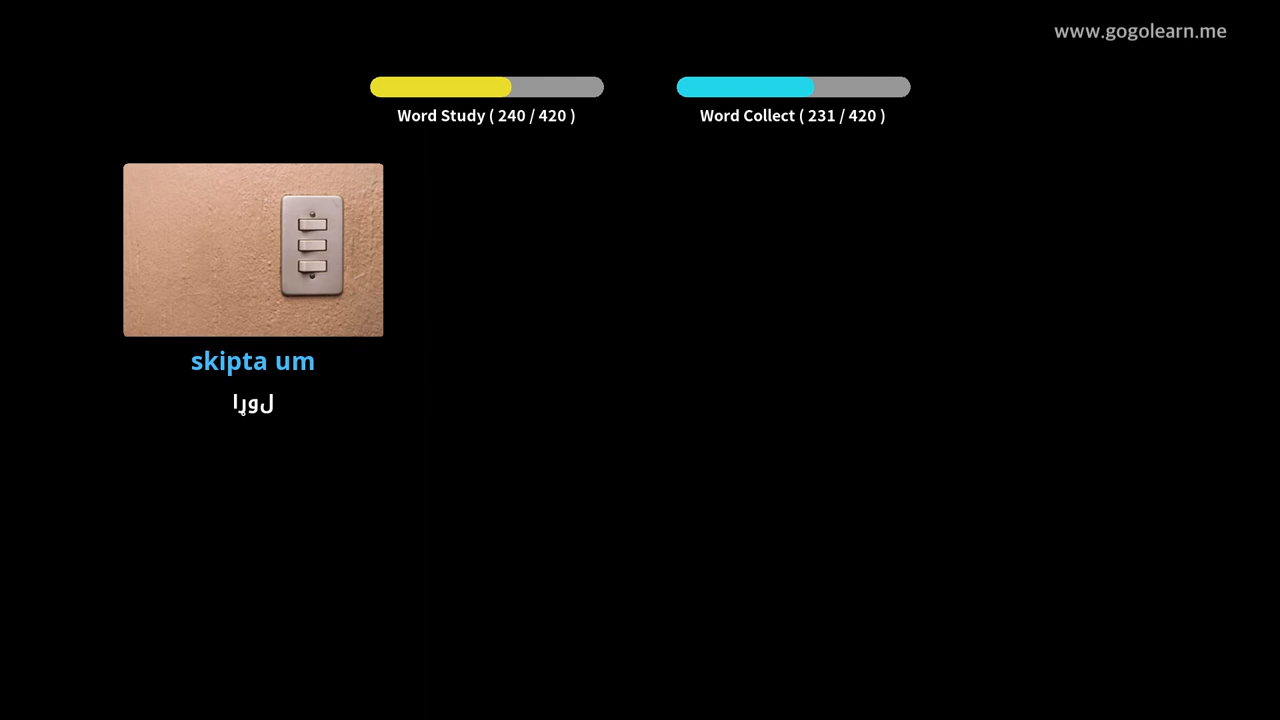 www.gogolearn.me
Word Study ( 240 / 420 )
Word Collect ( 231 / 420 )
skipta um
اړول